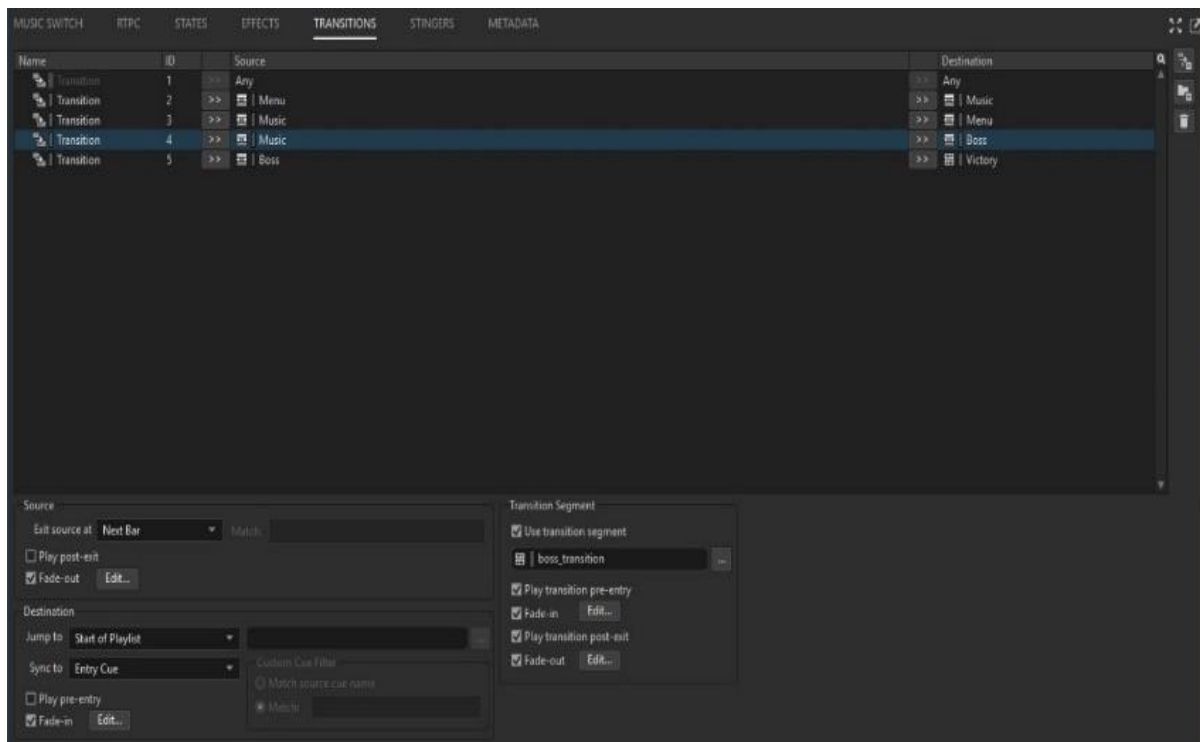 MUSIC SWITCH RTPC STATES EFFECTS TRANSITIONS STINGERS METADATA
Name ID Source Destination
Transition 1 >> Any >> Any
Transition 2 >> Menu >> Music
Transition 3 >> Music >> Menu
Transition 4 >> Music >> Boss
Transition 5 >> Boss >> Victory
Source
Exit source at Next Bar Match:
Play post-exit
Fade-out Edit...
Destination
Jump to Start of Playlist ...
Sync to Entry Cue
Custom Cue Filter
Match source cue name
Match:
Play pre-entry
Fade-in Edit...
Transition Segment
Use transition segment
boss_transition ...
Play transition pre-entry
Fade-in Edit...
Play transition post-exit
Fade-out Edit...